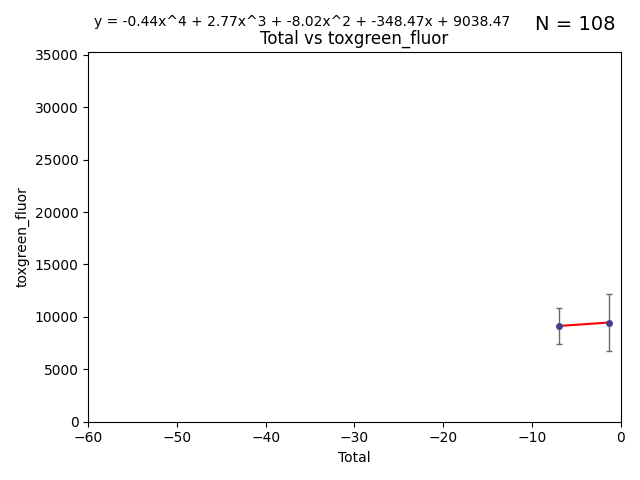 y = -0.44x^4 + 2.77x^3 + -8.02x^2 + -348.47x + 9038.47
N = 108
Total vs toxgreen_fluor
35000
30000
25000
20000
15000
10000
5000
0
toxgreen_fluor
−60 −50 −40 −30 −20 −10 0
Total